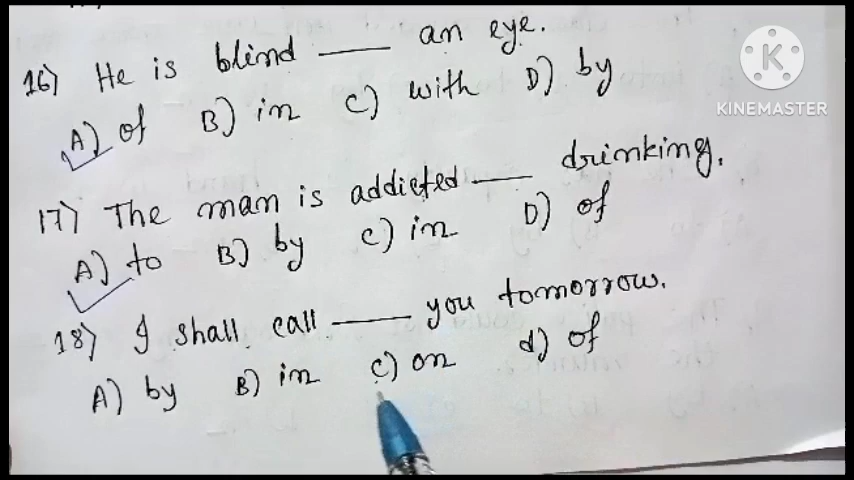 16) He is blind ___ an eye.
A) of B) in C) with D) by
17) The man is addicted ___ drinking.
A) to B) by C) in D) of
18) I shall call ___ you tomorrow.
A) by B) in C) on d) of
K
KINEMASTER